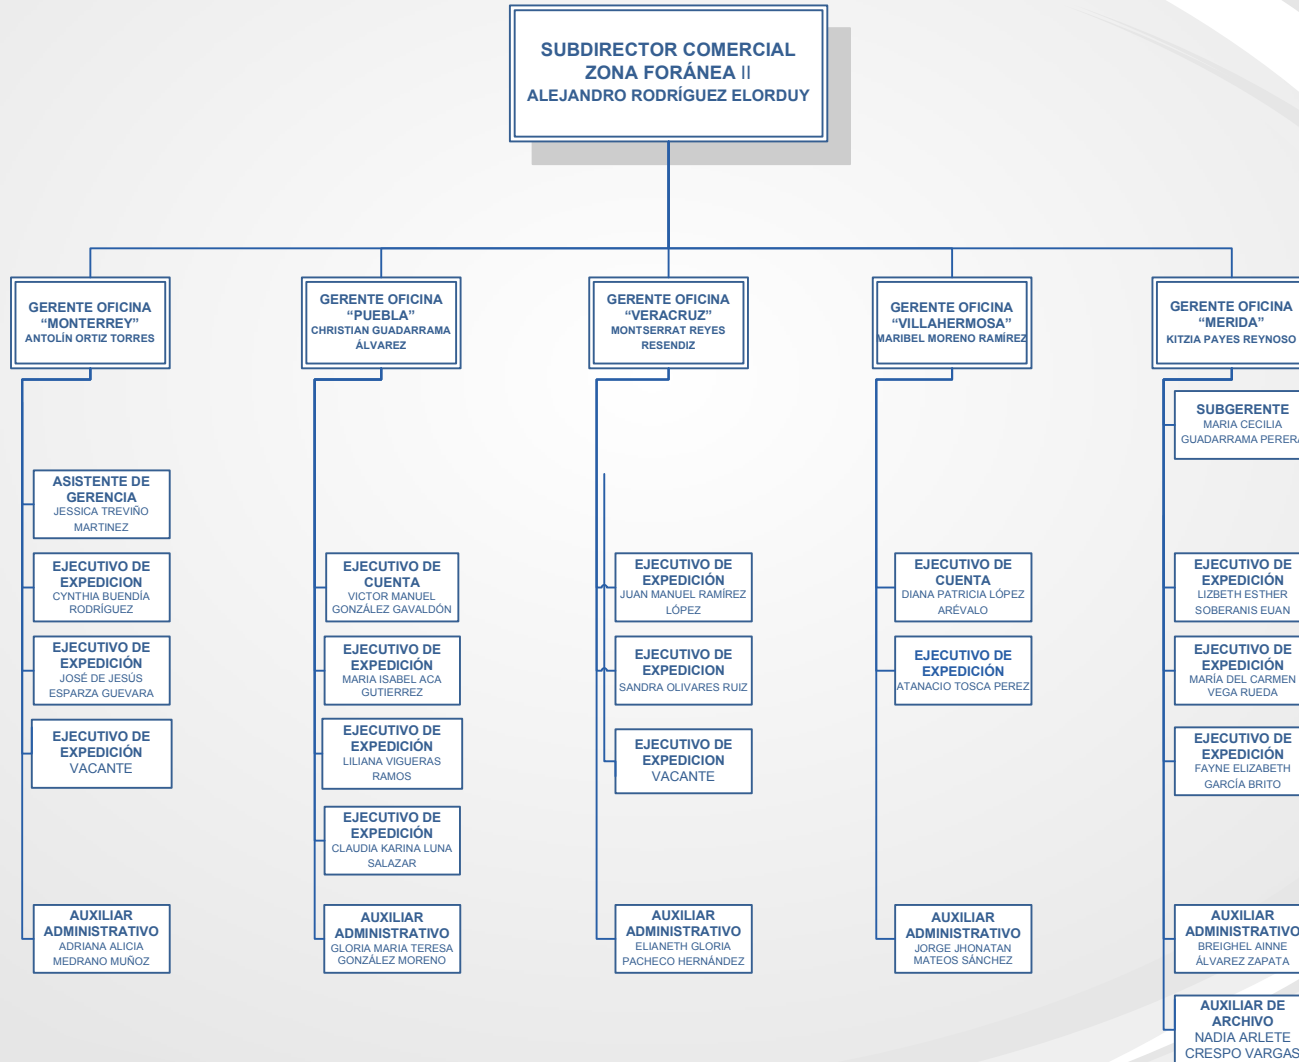 SUBDIRECTOR COMERCIAL
ZONA FORÁNEA II
ALEJANDRO RODRÍGUEZ ELORDUY
GERENTE OFICINA
“MONTERREY”
ANTOLÍN ORTIZ TORRES
ASISTENTE DE
GERENCIA
JESSICA TREVIÑO
MARTINEZ
EJECUTIVO DE
EXPEDICION
CYNTHIA BUENDÍA
RODRÍGUEZ
EJECUTIVO DE
EXPEDICIÓN
JOSÉ DE JESÚS
ESPARZA GUEVARA
EJECUTIVO DE
EXPEDICIÓN
VACANTE
AUXILIAR
ADMINISTRATIVO
ADRIANA ALICIA
MEDRANO MUÑOZ
GERENTE OFICINA
“PUEBLA”
CHRISTIAN GUADARRAMA
ÁLVAREZ
EJECUTIVO DE
CUENTA
VICTOR MANUEL
GONZÁLEZ GAVALDÓN
EJECUTIVO DE
EXPEDICIÓN
MARIA ISABEL ACA
GUTIERREZ
EJECUTIVO DE
EXPEDICIÓN
LILIANA VIGUERAS
RAMOS
EJECUTIVO DE
EXPEDICIÓN
CLAUDIA KARINA LUNA
SALAZAR
AUXILIAR
ADMINISTRATIVO
GLORIA MARIA TERESA
GONZÁLEZ MORENO
GERENTE OFICINA
“VERACRUZ”
MONTSERRAT REYES
RESENDIZ
EJECUTIVO DE
EXPEDICIÓN
JUAN MANUEL RAMÍREZ
LÓPEZ
EJECUTIVO DE
EXPEDICION
SANDRA OLIVARES RUIZ
EJECUTIVO DE
EXPEDICION
VACANTE
AUXILIAR
ADMINISTRATIVO
ELIANETH GLORIA
PACHECO HERNÁNDEZ
GERENTE OFICINA
“VILLAHERMOSA”
MARIBEL MORENO RAMÍREZ
EJECUTIVO DE
CUENTA
DIANA PATRICIA LÓPEZ
ARÉVALO
EJECUTIVO DE
EXPEDICIÓN
ATANACIO TOSCA PEREZ
AUXILIAR
ADMINISTRATIVO
JORGE JHONATAN
MATEOS SÁNCHEZ
GERENTE OFICINA
“MERIDA”
KITZIA PAYES REYNOSO
SUBGERENTE
MARIA CECILIA
GUADARRAMA PERERA
EJECUTIVO DE
EXPEDICIÓN
LIZBETH ESTHER
SOBERANIS EUAN
EJECUTIVO DE
EXPEDICIÓN
MARÍA DEL CARMEN
VEGA RUEDA
EJECUTIVO DE
EXPEDICIÓN
FAYNE ELIZABETH
GARCÍA BRITO
AUXILIAR
ADMINISTRATIVO
BREIGHEL AINNE
ÁLVAREZ ZAPATA
AUXILIAR DE
ARCHIVO
NADIA ARLETE
CRESPO VARGAS